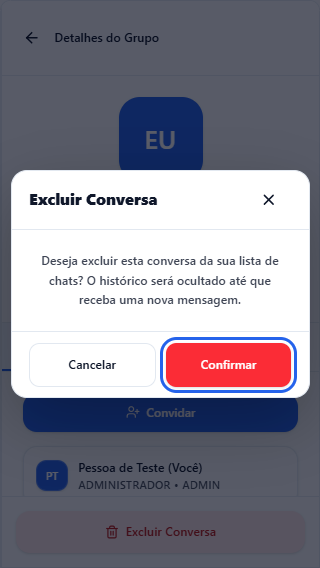 Detalhes do Grupo
EU
Excluir Conversa
Deseja excluir esta conversa da sua lista de
chats? O histórico será ocultado até que
receba uma nova mensagem.
Cancelar
Confirmar
Convidar
PT
Pessoa de Teste (Você)
ADMINISTRADOR • ADMIN
Excluir Conversa